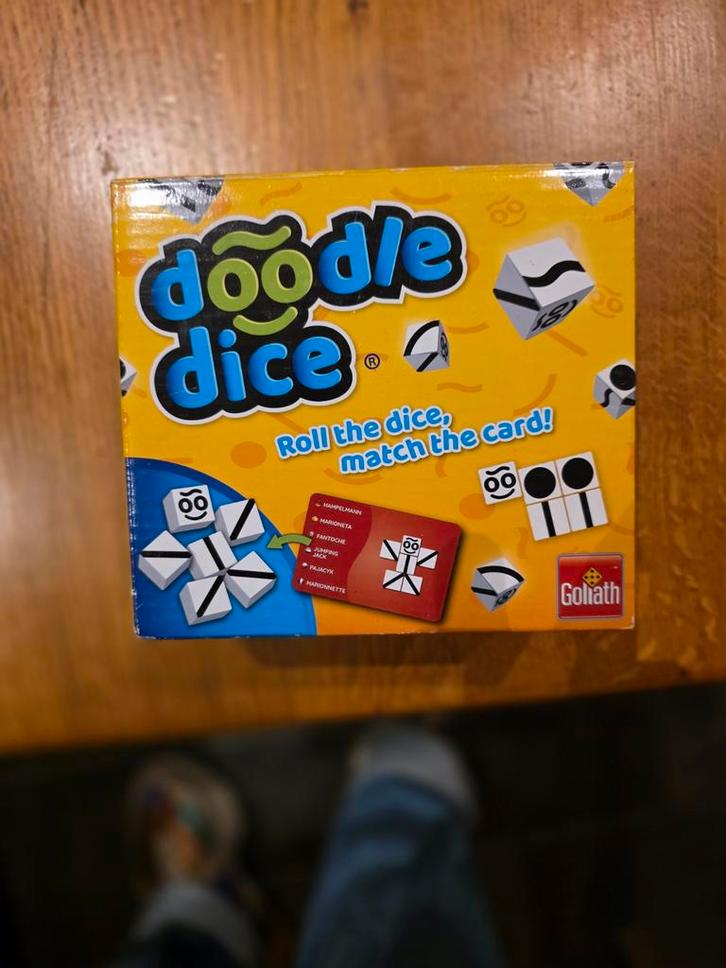 doodle
dice®
Roll the dice,
match the card!
HAMPELMANN
MARIONETA
FANTOCHE
JUMPING
JACK
PAJACYK
MARIONNETTE
Goliath